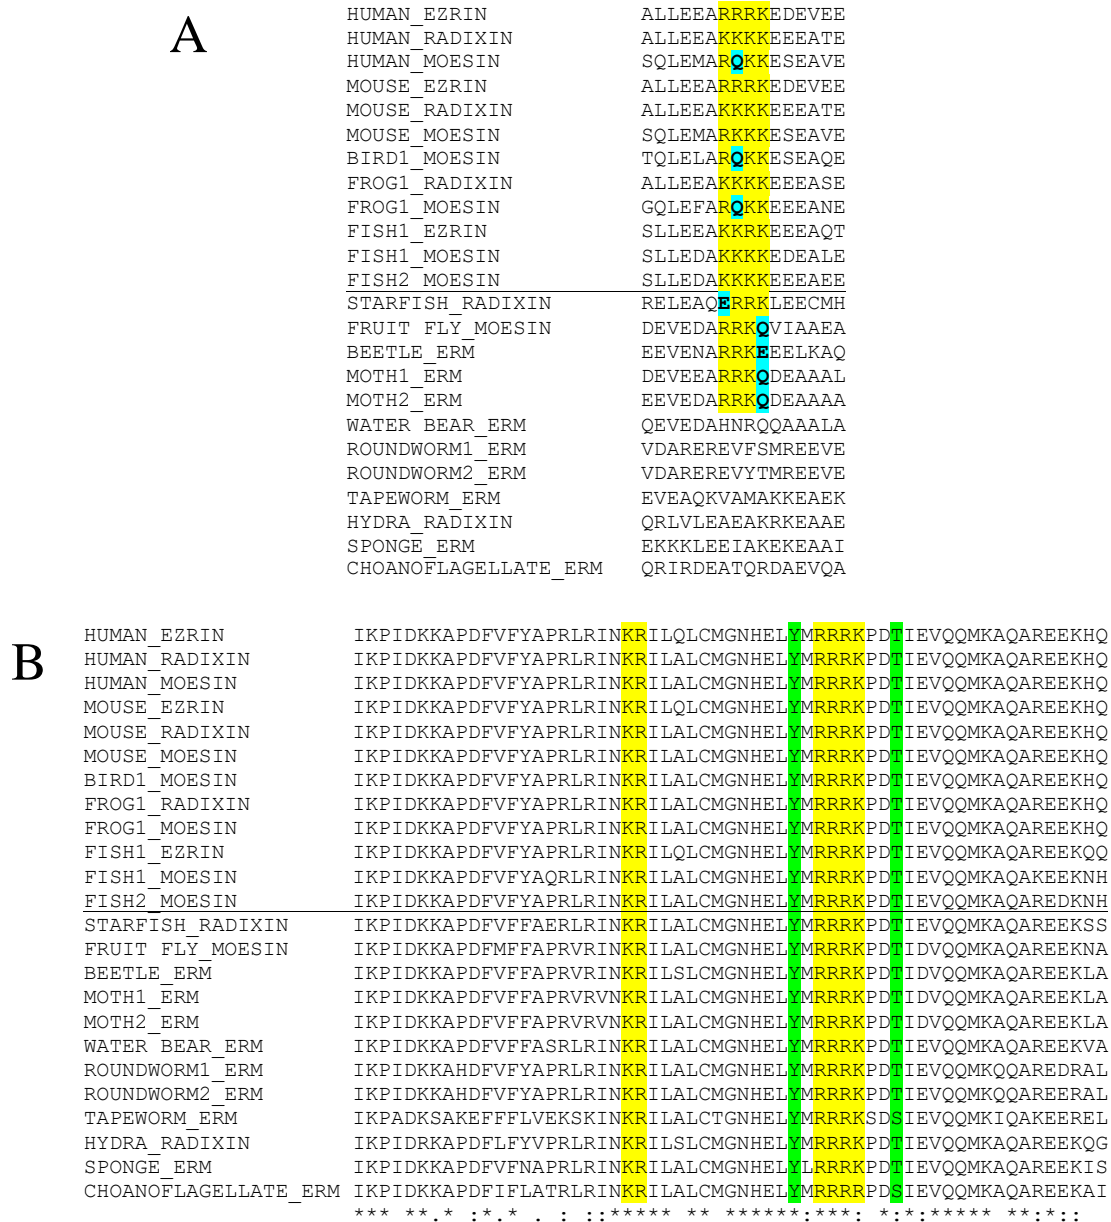 A
HUMAN_EZRIN ALLEEARRRKEDEVEE
HUMAN_RADIXIN ALLEEAKKKKEEEATE
HUMAN_MOESIN SQLEMARQKKESEAVE
MOUSE_EZRIN ALLEEARRRKEDEVEE
MOUSE_RADIXIN ALLEEAKKKKEEEATE
MOUSE_MOESIN SQLEMARKKKESEAVE
BIRD1_MOESIN TQLELARQKKESEAQE
FROG1_RADIXIN ALLEEAKKKKEEEASE
FROG1_MOESIN GQLEFARQKKEEEANE
FISH1_EZRIN SLLEEAKKRKEEEAQT
FISH1_MOESIN SLLEDAKKKKEDEALE
FISH2_MOESIN SLLEDAKKKKEEEAEE
STARFISH_RADIXIN RELEAQERRKLEECMH
FRUIT FLY_MOESIN DEVEDARRKQVIAAEA
BEETLE_ERM EEVENARRKEEELKAQ
MOTH1_ERM DEVEEARRKQDEAAAL
MOTH2_ERM EEVEDARRKQDEAAAA
WATER BEAR_ERM QEVEDAHNRQQAAALA
ROUNDWORM1_ERM VDAREREVFSMREEVE
ROUNDWORM2_ERM VDAREREVYTMREEVE
TAPEWORM_ERM EVEAQKVAMAKKEAEK
HYDRA_RADIXIN QRLVLEAEAKRKEAAE
SPONGE_ERM EKKKLEEIAKEKEAAI
CHOANOFLAGELLATE_ERM QRIRDEATQRDAEVQA
B
HUMAN_EZRIN IKPIDKKAPDFVFYAPRLRINKRILQLCMGNHELYMRRRKPDTIEVQQMKAQAREEKHQ
HUMAN_RADIXIN IKPIDKKAPDFVFYAPRLRINKRILALCMGNHELYMRRRKPDTIEVQQMKAQAREEKHQ
HUMAN_MOESIN IKPIDKKAPDFVFYAPRLRINKRILALCMGNHELYMRRRKPDTIEVQQMKAQAREEKHQ
MOUSE_EZRIN IKPIDKKAPDFVFYAPRLRINKRILQLCMGNHELYMRRRKPDTIEVQQMKAQAREEKHQ
MOUSE_RADIXIN IKPIDKKAPDFVFYAPRLRINKRILALCMGNHELYMRRRKPDTIEVQQMKAQAREEKHQ
MOUSE_MOESIN IKPIDKKAPDFVFYAPRLRINKRILALCMGNHELYMRRRKPDTIEVQQMKAQAREEKHQ
BIRD1_MOESIN IKPIDKKAPDFVFYAPRLRINKRILALCMGNHELYMRRRKPDTIEVQQMKAQAREEKHQ
FROG1_RADIXIN IKPIDKKAPDFVFYAPRLRINKRILALCMGNHELYMRRRKPDTIEVQQMKAQAREEKHQ
FROG1_MOESIN IKPIDKKAPDFVFYAPRLRINKRILALCMGNHELYMRRRKPDTIEVQQMKAQAREEKHQ
FISH1_EZRIN IKPIDKKAPDFVFYAPRLRINKRILQLCMGNHELYMRRRKPDTIEVQQMKAQAREEKQQ
FISH1_MOESIN IKPIDKKAPDFVFYAQRLRINKRILALCMGNHELYMRRRKPDTIEVQQMKAQAREEKNH
FISH2_MOESIN IKPIDKKAPDFVFYAPRLRINKRILALCMGNHELYMRRRKPDTIEVQQMKAQAREDKNH
STARFISH_RADIXIN IKPIDKKAPDFVFFAERLRINKRILALCMGNHELYMRRRKPDTIEVQQMKAQAREEKSS
FRUIT FLY_MOESIN IKPIDKKAPDFMFFAPRVRINKRILALCMGNHELYMRRRKPDTIDVQQMKAQAREEKNA
BEETLE_ERM IKPIDKKAPDFVFFAPRVRINKRILSLCMGNHELYMRRRKPDTIDVQQMKAQAREEKLA
MOTH1_ERM IKPIDKKAPDFVFFAPRVRVNKRILALCMGNHELYMRRRKPDTIDVQQMKAQAREEKLA
MOTH2_ERM IKPIDKKAPDFVFFAPRVRVNKRILALCMGNHELYMRRRKPDTIDVQQMKAQAREEKLA
WATER BEAR_ERM IKPIDKKAPDFVFFASRLRINKRILALCMGNHELYMRRRKPDTIEVQQMKAQAREEKVA
ROUNDWORM1_ERM IKPIDKKAHDFVFYAPRLRINKRILALCMGNHELYMRRRKPDTIEVQQMKQQAREDRAL
ROUNDWORM2_ERM IKPIDKKAHDFVFYAPRLRINKRILALCMGNHELYMRRRKPDTIEVQQMKQQAREERAL
TAPEWORM_ERM IKPADKSAKEFFFLVEKSKINKRILALCTGNHELYMRRRKSDSIEVQQMKIQAKEEREL
HYDRA_RADIXIN IKPIDRKAPDFLFYVPRLRINKRILSLCMGNHELYMRRRKPDTIEVQQMKAQAREEKQG
SPONGE_ERM IKPIDKKAPDFVFNAPRLRINKRILALCMGNHELYLRRRKPDTIEVQQMKAQAREEKIS
CHOANOFLAGELLATE_ERM IKPIDKKAPDFIFLATRLRINKRILALCMGNHELYMRRRRPDSIEVQQMKAQAREEKAI
*** **.* :*.* . : ::***** ** *******:***: *:*:***** **:*::